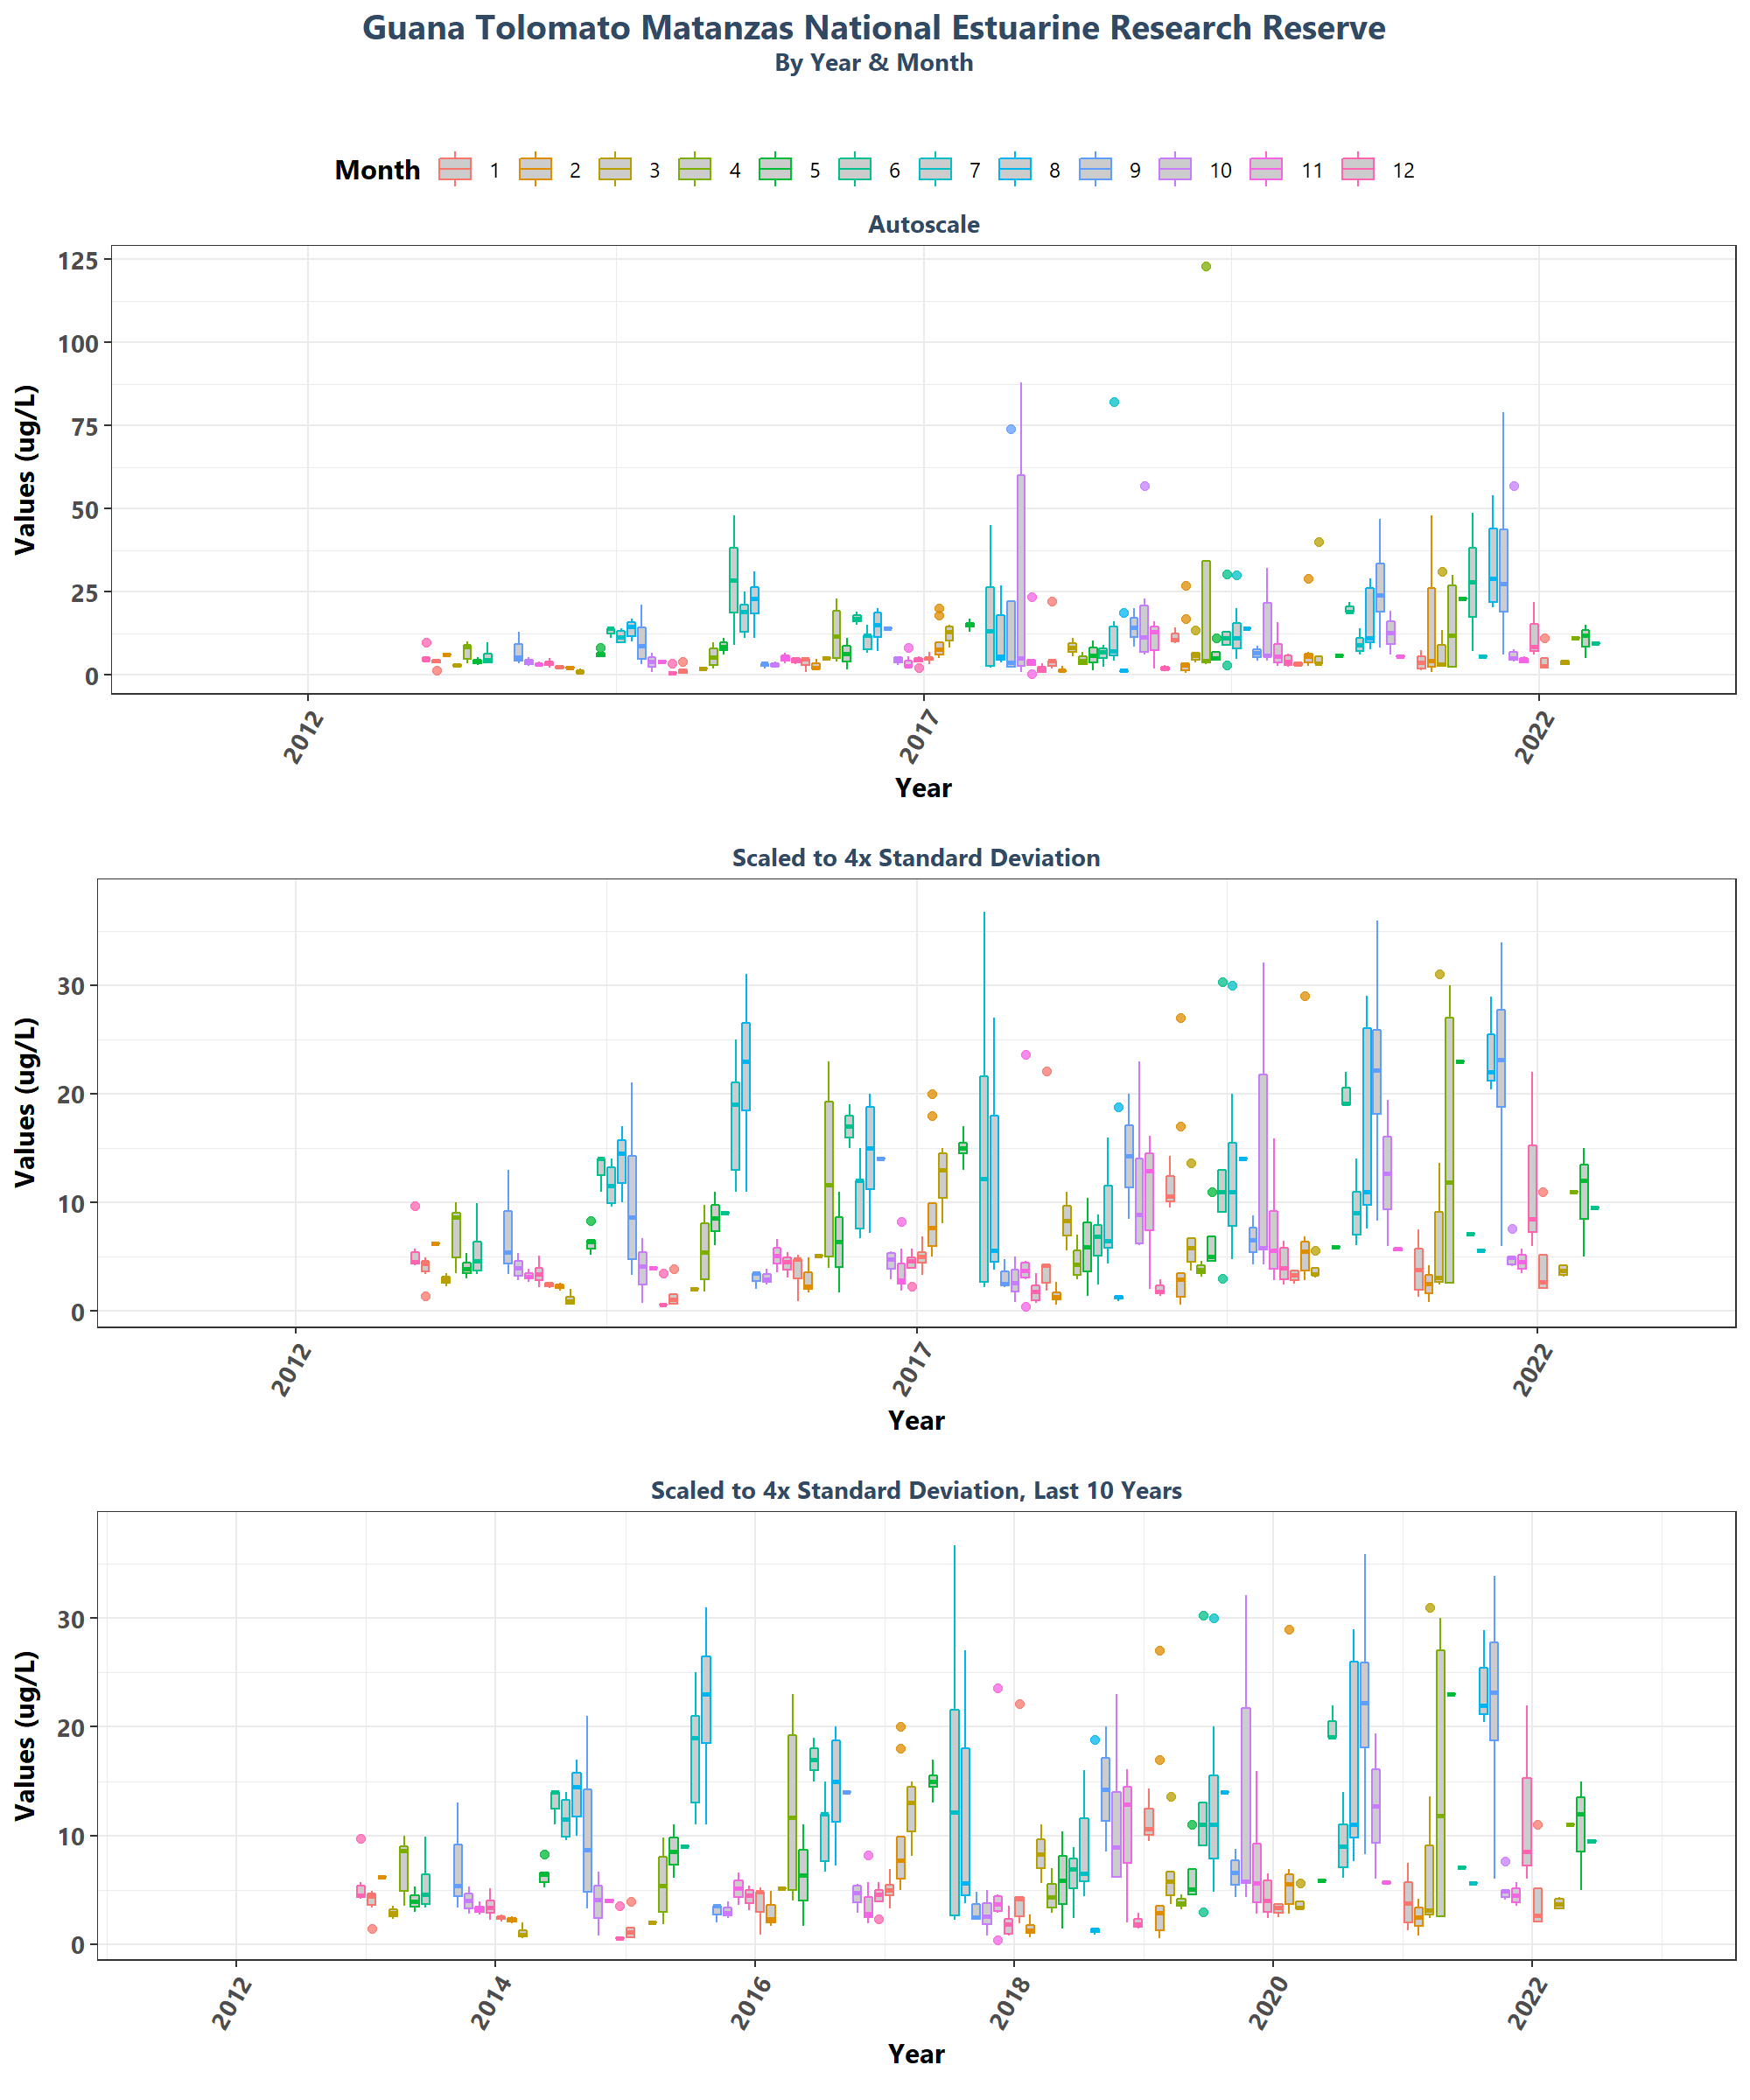 Guana Tolomato Matanzas National Estuarine Research Reserve
By Year & Month
Month 1 2 3 4 5 6 7 8 9 10 11 12
Autoscale
125
100
75
50
25
0
Values (ug/L)
2012 2017 2022
Year
Scaled to 4x Standard Deviation
30
20
10
0
Values (ug/L)
2012 2017 2022
Year
Scaled to 4x Standard Deviation, Last 10 Years
30
20
10
0
Values (ug/L)
2012 2014 2016 2018 2020 2022
Year